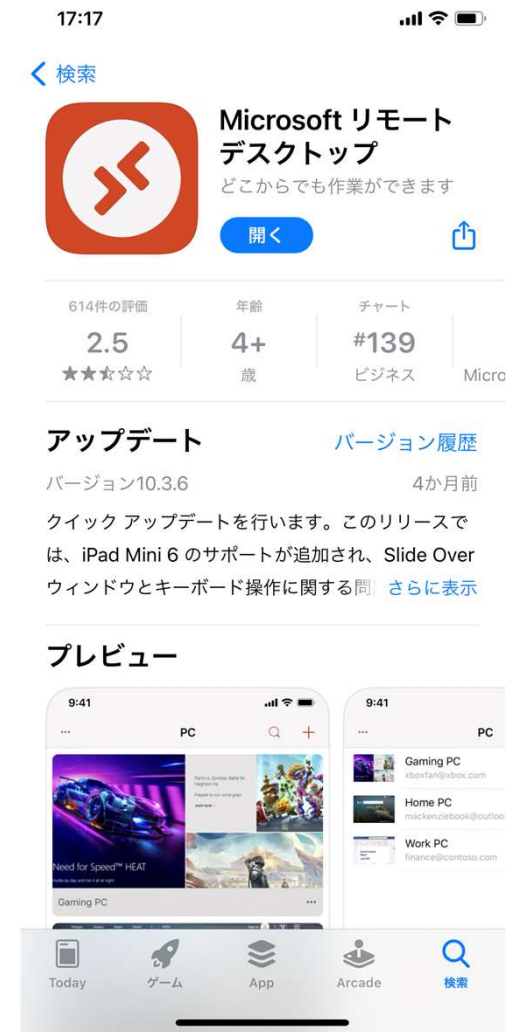 17:17
検索
Microsoft リモート
デスクトップ
どこからでも作業ができます
開く
614件の評価
年齢
チャート
2.5
4+
#139
歳
ビジネス
Micro
アップデート
バージョン履歴
バージョン10.3.6
4か月前
クイック アップデートを行います。このリリースで
は、iPad Mini 6 のサポートが追加され、Slide Over
ウィンドウとキーボード操作に関する問 さらに表示
プレビュー
9:41
PC
Need for Speed™ HEAT
Gaming PC
9:41
PC
Gaming PC
xboxfan@xbox.com
Home PC
mackenziebook@outloo
Work PC
finance@contoso.com
Today
ゲーム
App
Arcade
検索